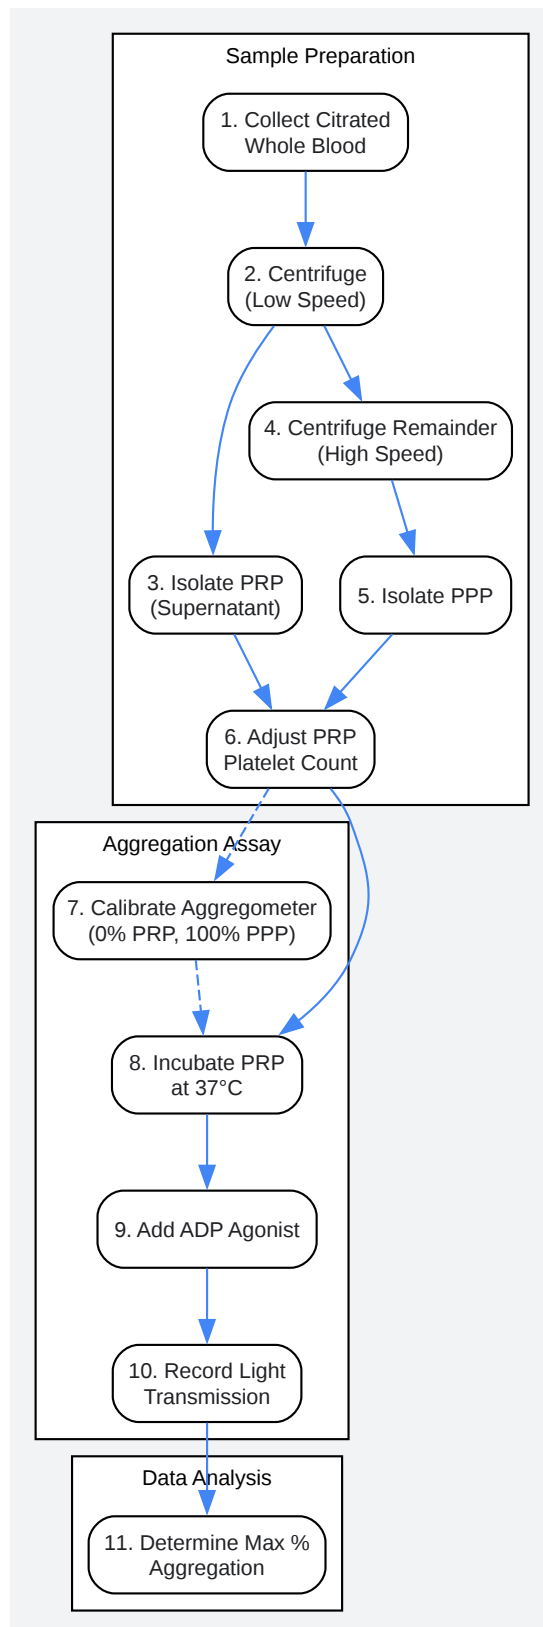 Sample Preparation
1. Collect Citrated
Whole Blood
2. Centrifuge
(Low Speed)
4. Centrifuge Remainder
(High Speed)
3. Isolate PRP
(Supernatant)
5. Isolate PPP
6. Adjust PRP
Platelet Count
Aggregation Assay
7. Calibrate Aggregometer
(0% PRP, 100% PPP)
8. Incubate PRP
at 37°C
9. Add ADP Agonist
10. Record Light
Transmission
Data Analysis
11. Determine Max %
Aggregation